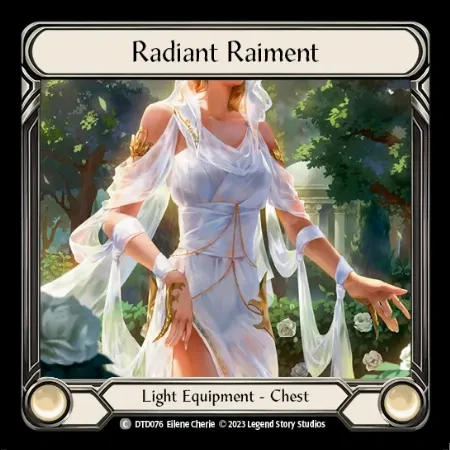 Radiant Raiment
Light Equipment - Chest
C DTD076 Eilene Cherie © 2023 Legend Story Studios